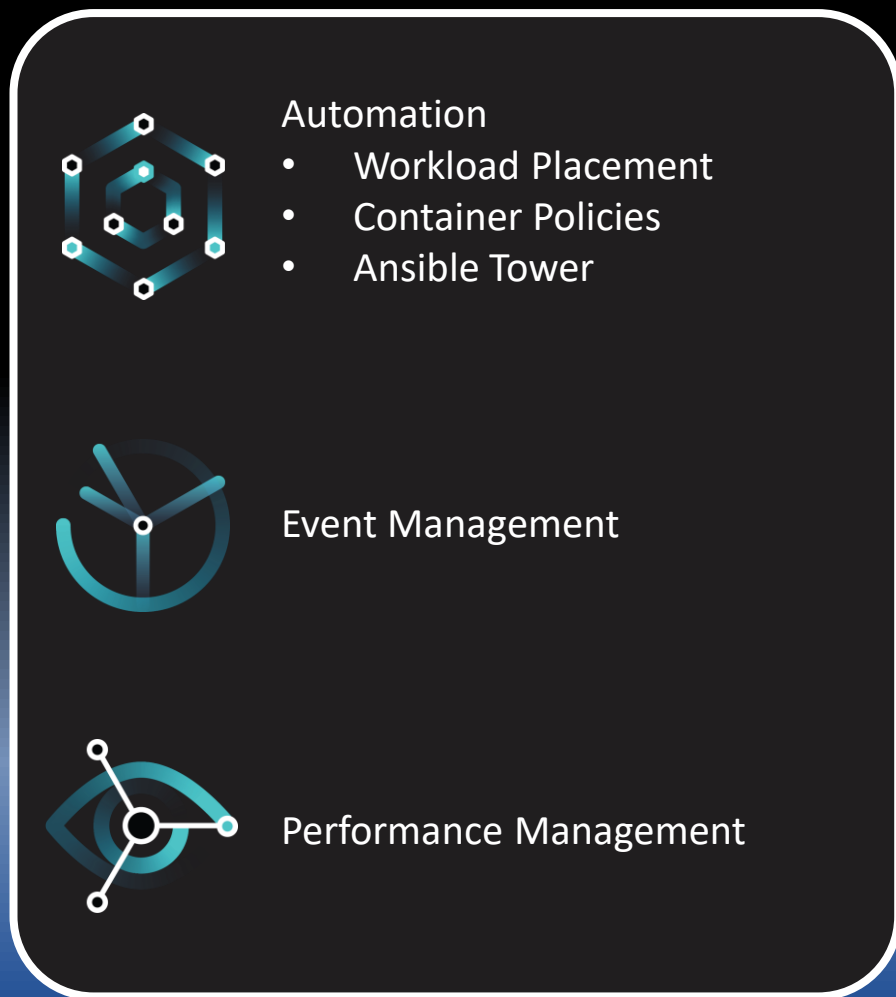 Automation
• Workload Placement
• Container Policies
• Ansible Tower
Event Management
Performance Management